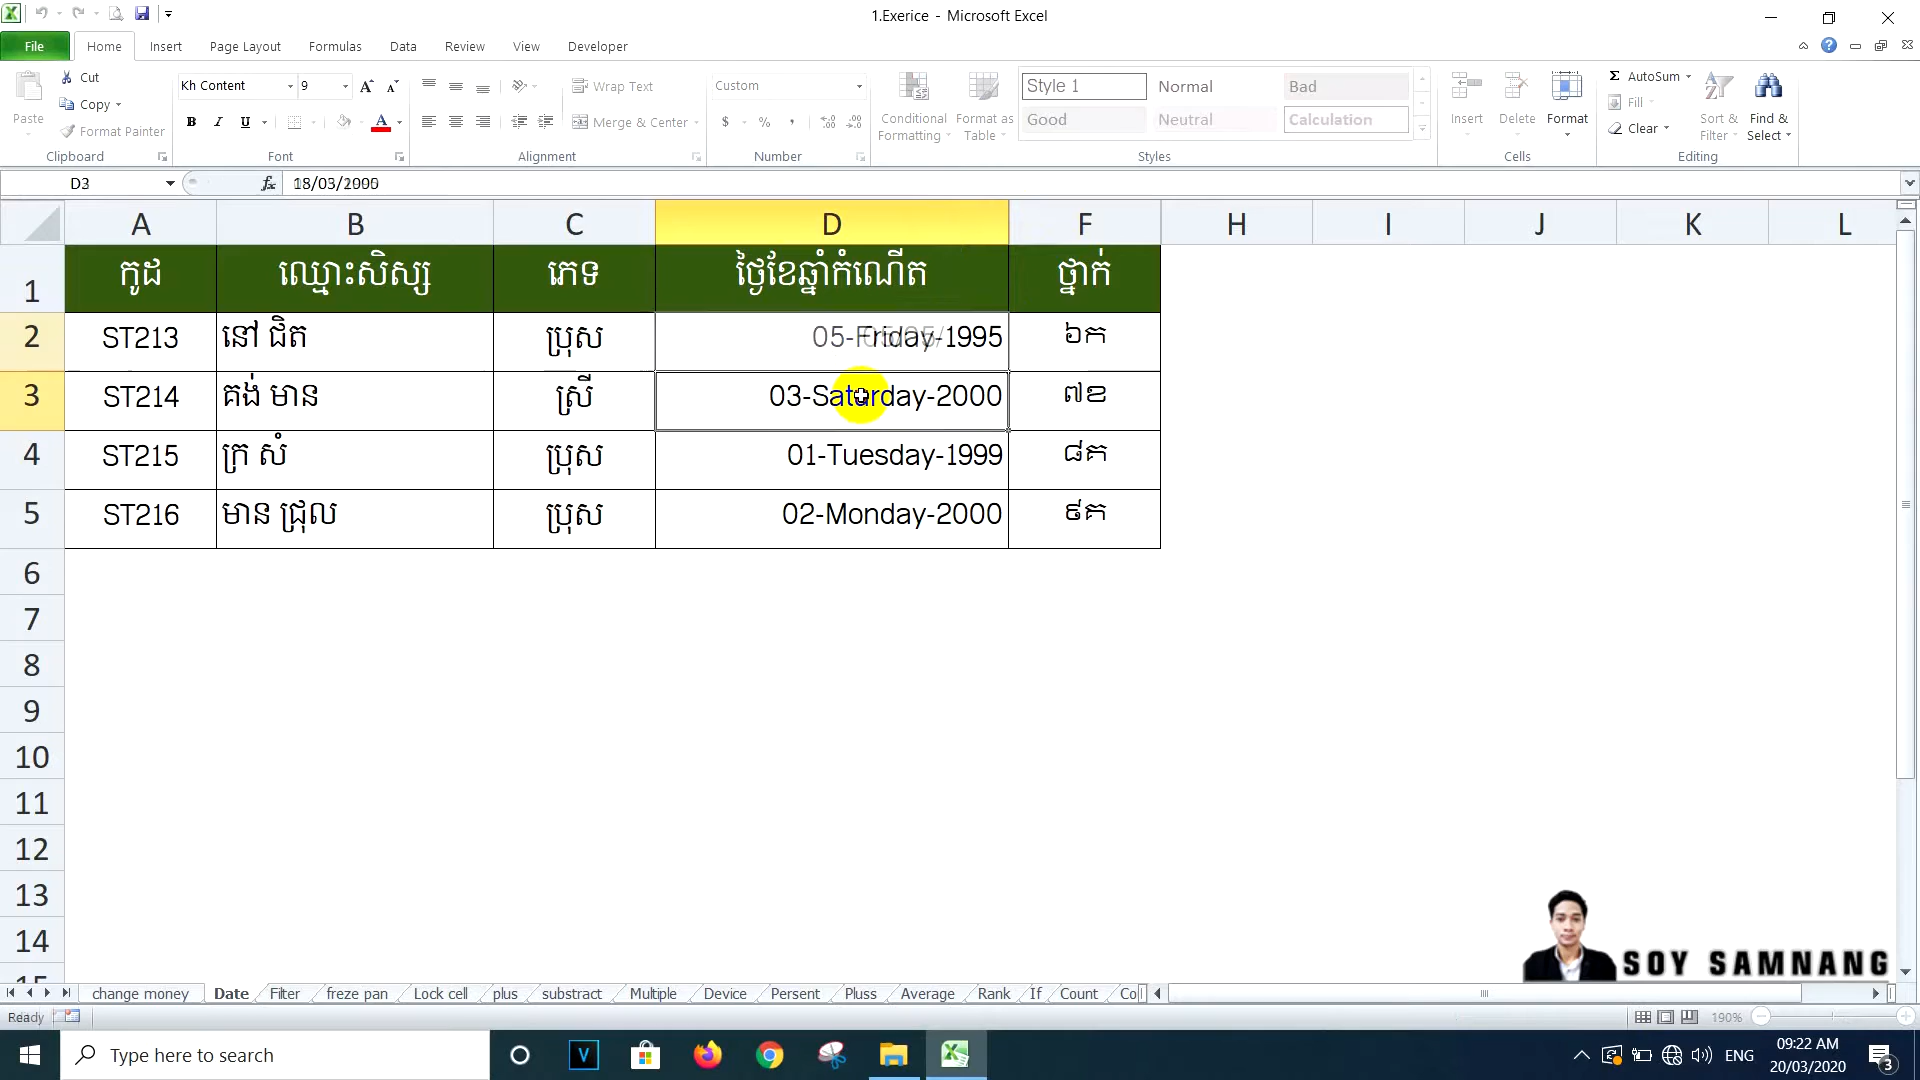 1.Exerice - Microsoft Excel
File Home Insert Page Layout Formulas Data Review View Developer
Paste Cut Copy Format Painter Clipboard
Kh Content 9 B I U A Font
Wrap Text Merge & Center Alignment
Custom $ % , Number
Conditional Formatting Format as Table
Style 1 Normal Bad
Good Neutral Calculation
Styles
Insert Delete Format Cells
AutoSum Fill Clear Sort & Filter Find & Select Editing
D3 fx 18/03/2000
A B C D F H I J K L
1 កូដ ឈ្មោះសិស្ស ភេទ ថ្ងៃខែឆ្នាំកំណើត ថ្នាក់
2 ST213 នៅ ជិត ប្រុស 05-Friday-1995 ៦ក
3 ST214 គង់ មាន ស្រី 03-Saturday-2000 ៧ខ
4 ST215 ក្រ សំ ប្រុស 01-Tuesday-1999 ៨គ
5 ST216 មាន ជ្រុល ប្រុស 02-Monday-2000 ៩គ
6
7
8
9
10
11
12
13
14
SOY SAMNANG
change money Date Filter freze pan Lock cell plus substract Multiple Device Persent Pluss Average Rank If Count Co
Ready 190%
Type here to search
ENG 09:22 AM
20/03/2020 3